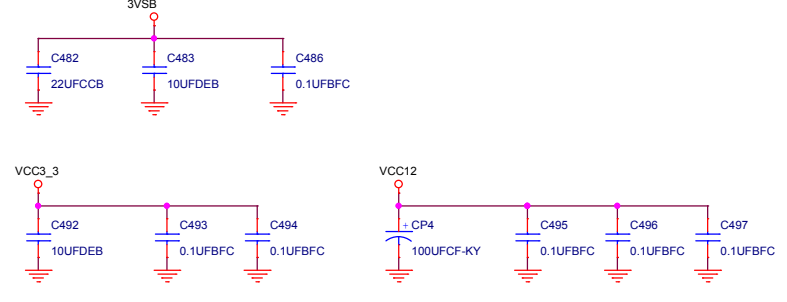 3VSB
C482
C483
C486
22UFCCB
10UFDEB
0.1UFBFC
VCC3_3
VCC12
C492
C493
C494
+ CP4
C495
C496
C497
10UFDEB
0.1UFBFC
0.1UFBFC
100UFCF-KY
0.1UFBFC
0.1UFBFC
0.1UFBFC